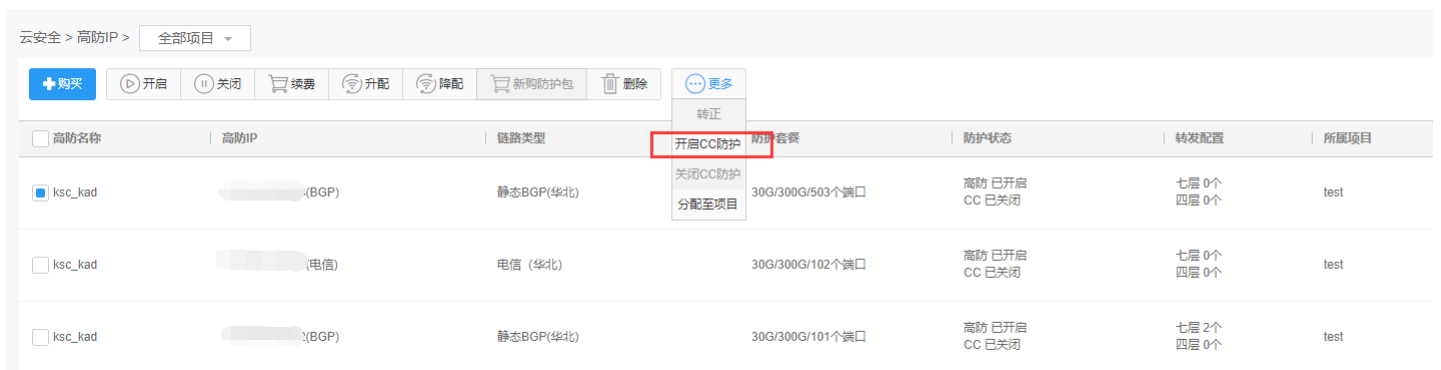 云安全 > 高防IP > 全部项目
购买 开启 关闭 续费 升配 降配 新购防护包 删除 更多
转正
开启CC防护
关闭CC防护
分配至项目
高防名称 高防IP 链路类型 防护套餐 防护状态 转发配置 所属项目
ksc_kad (BGP) 静态BGP(华北) 30G/300G/503个端口 高防 已开启 七层 0个 test
CC 已关闭 四层 0个
ksc_kad (电信) 电信 (华北) 30G/300G/102个端口 高防 已开启 七层 0个 test
CC 已关闭 四层 0个
ksc_kad (BGP) 静态BGP(华北) 30G/300G/101个端口 高防 已开启 七层 2个 test
CC 已关闭 四层 0个